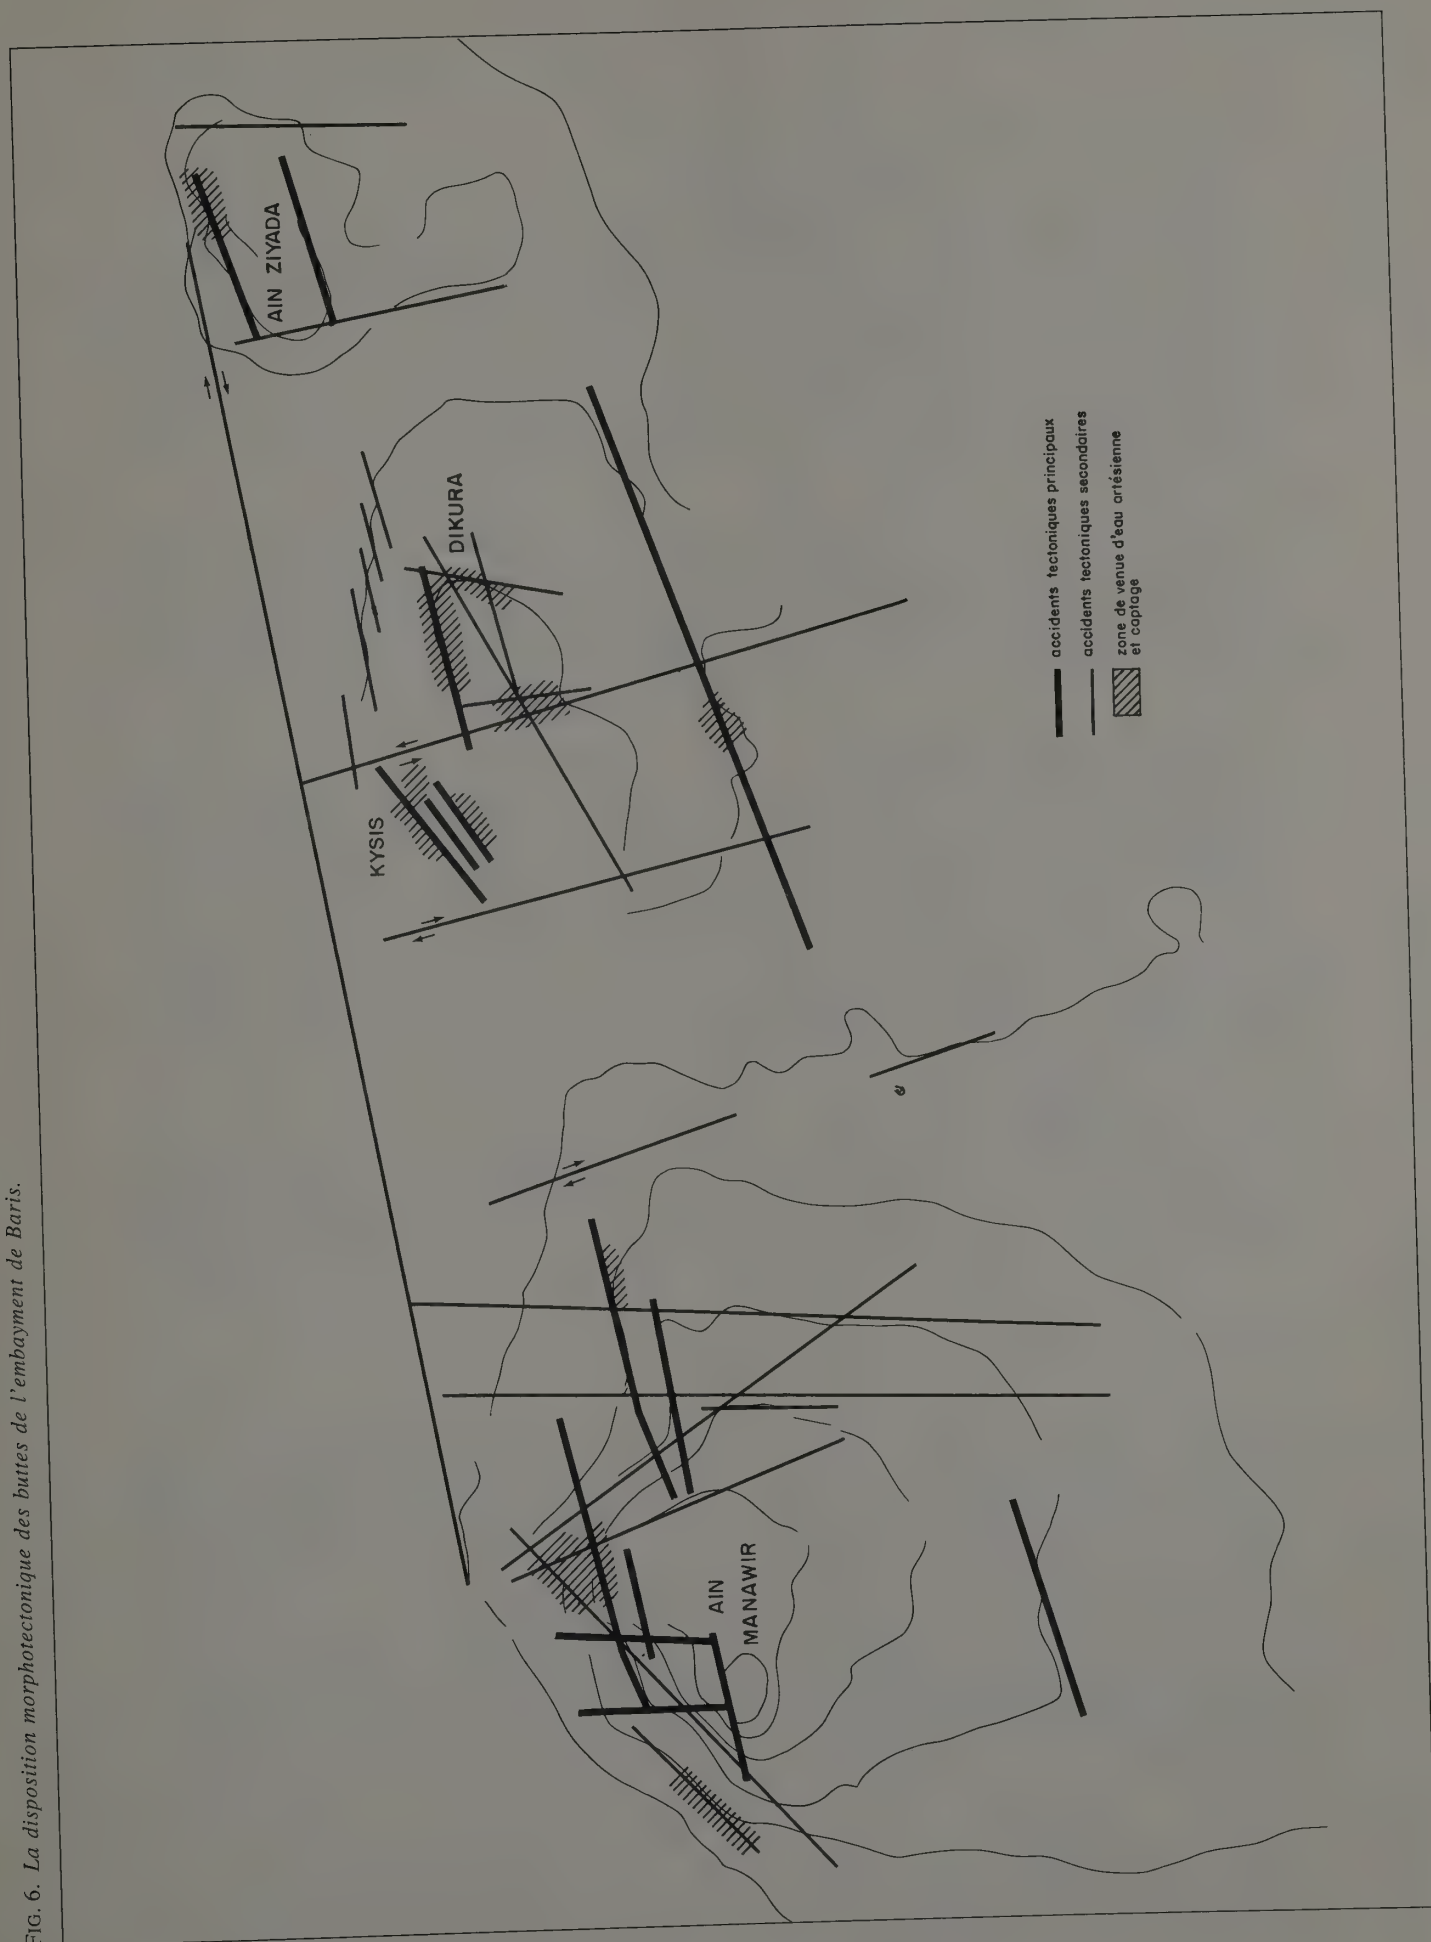 FIG. 6. La disposition morphotectonique des buttes de l'embayment de Baris.
AIN ZIYADA
DIKURA
KYSIS
AIN
MANAWIR
accidents tectoniques principaux
accidents tectoniques secondaires
zone de venue d'eau artésienne
et captage